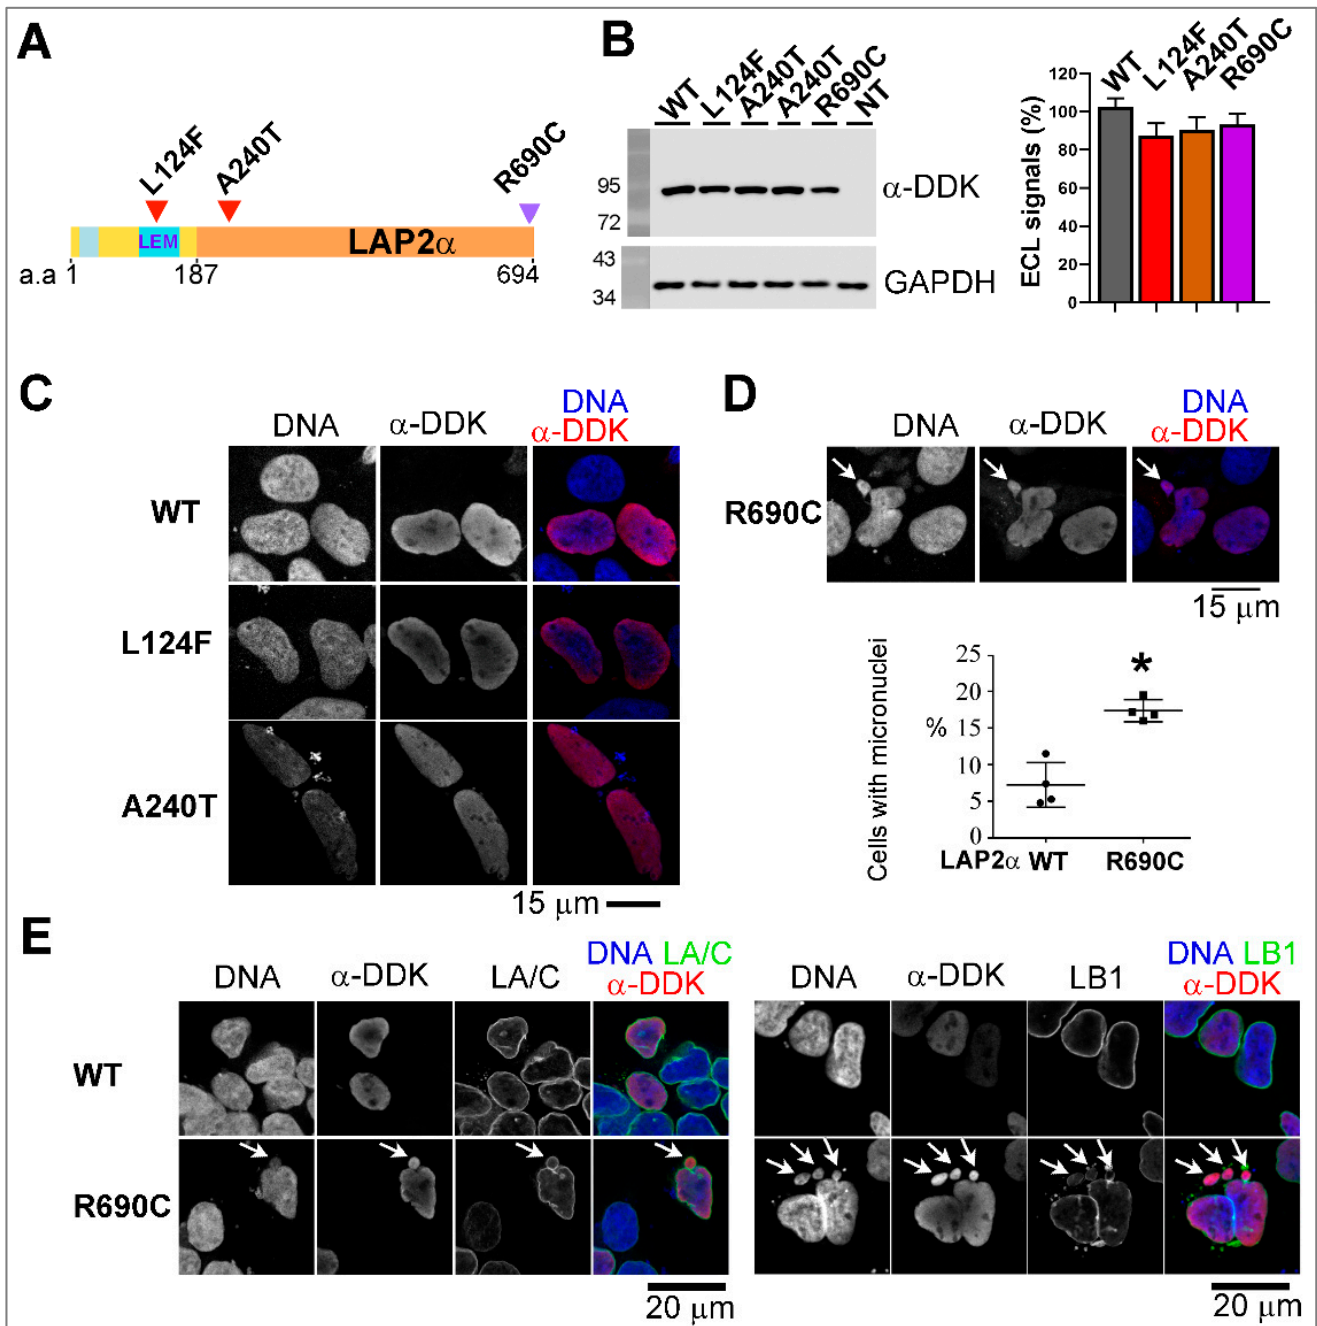 A
L124F
A240T
R690C
LEM
LAP2α
a.a 1
187
694
B
WT
L124F
A240T
A240T
R690C
NT
95
72
α-DDK
43
34
GAPDH
WT
L124F
A240T
R690C
ECL signals (%)
120
100
80
60
40
20
0
C
DNA
α-DDK
DNA
α-DDK
WT
L124F
A240T
15 μm
D
DNA
α-DDK
DNA
α-DDK
R690C
15 μm
Cells with micronuclei
%
25
20
15
10
5
0
*
LAP2α WT
R690C
E
DNA
α-DDK
LA/C
DNA LA/C
α-DDK
DNA
α-DDK
LB1
DNA LB1
α-DDK
WT
R690C
20 μm
20 μm